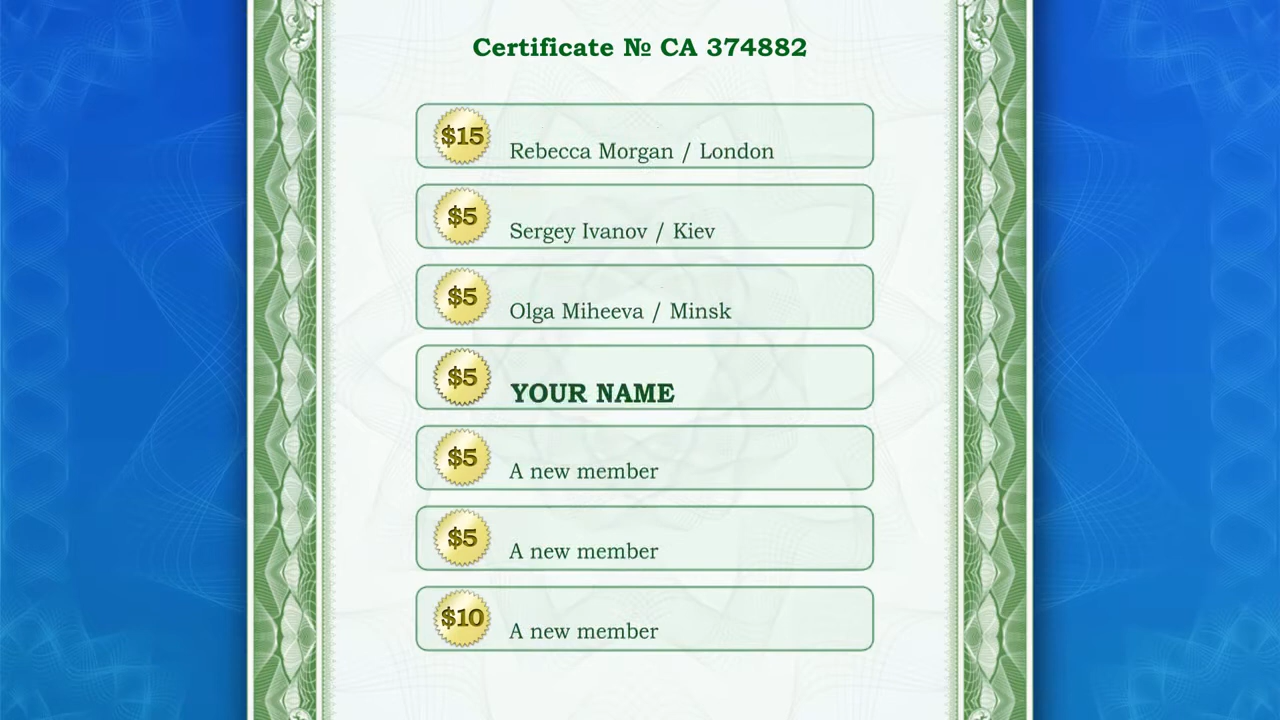 Certificate № CA 374882
$15 Rebecca Morgan / London
$5 Sergey Ivanov / Kiev
$5 Olga Miheeva / Minsk
$5 YOUR NAME
$5 A new member
$5 A new member
$10 A new member